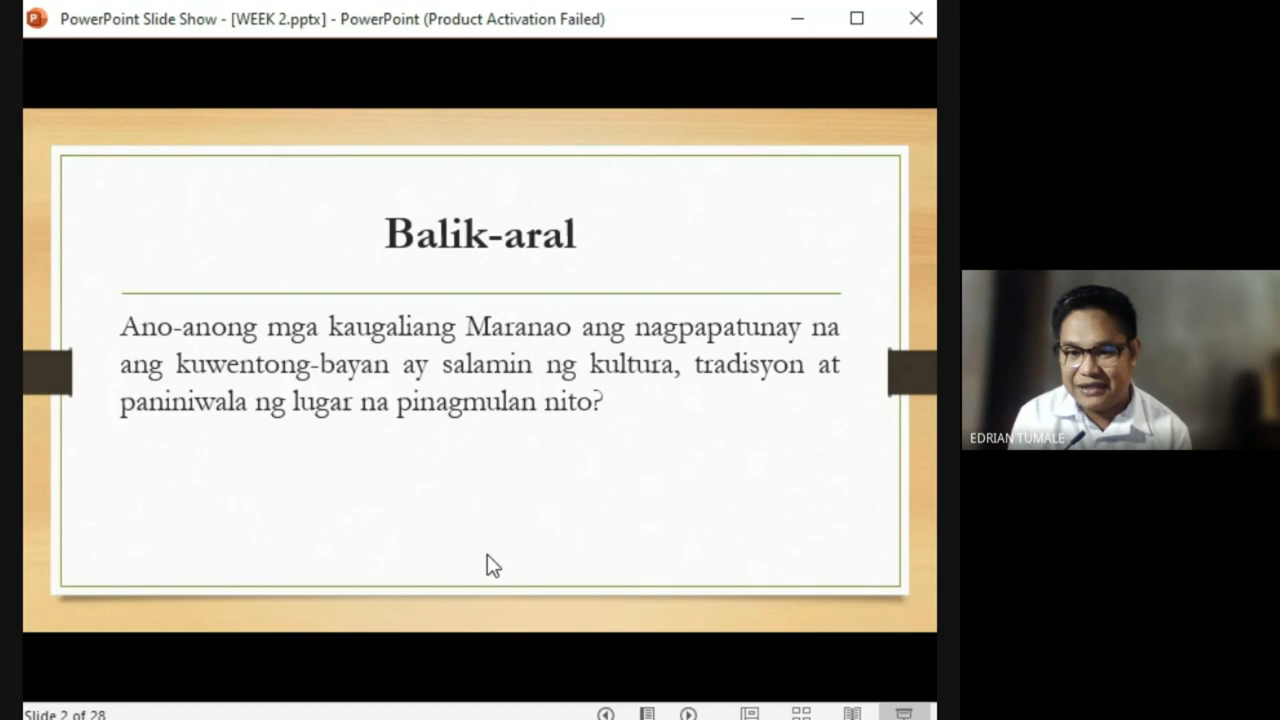 PowerPoint Slide Show - [WEEK 2.pptx] - PowerPoint (Product Activation Failed)
Balik-aral
Ano-anong mga kaugaliang Maranao ang nagpapatunay na
ang kuwentong-bayan ay salamin ng kultura, tradisyon at
paniniwala ng lugar na pinagmulan nito?
EDRIAN TUMALE
Slide 2 of 28